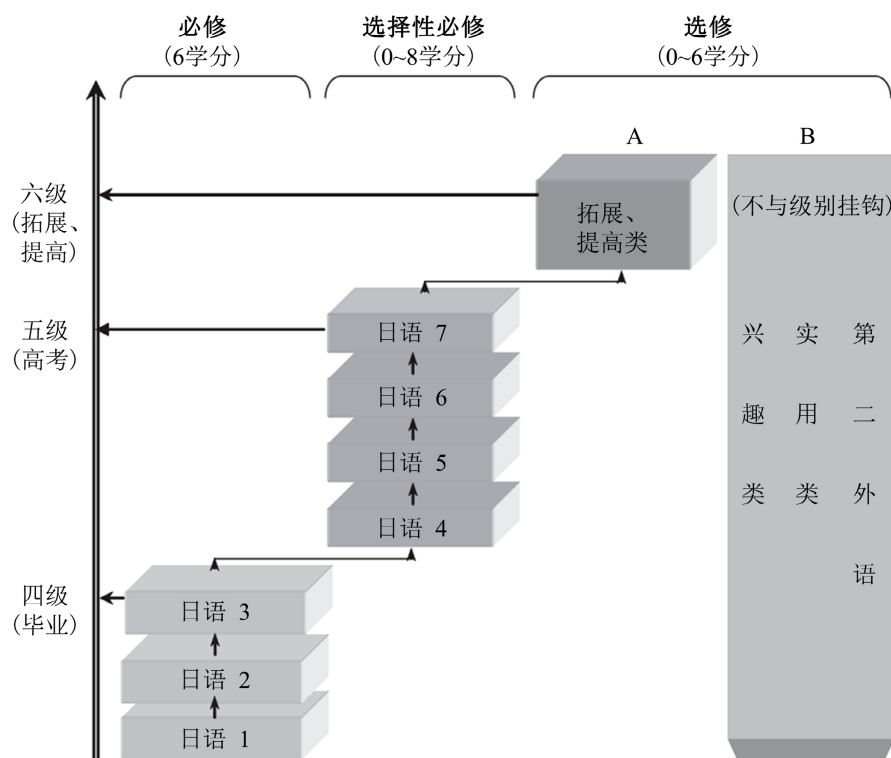 必修
(6学分)
选择性必修
(0~8学分)
选修
(0~6学分)
A
B
六级
(拓展、
提高)
拓展、
提高类
(不与级别挂钩)
五级
(高考)
日语 7
日语 6
日语 5
日语 4
兴趣类
实用类
第二外语
四级
(毕业)
日语 3
日语 2
日语 1